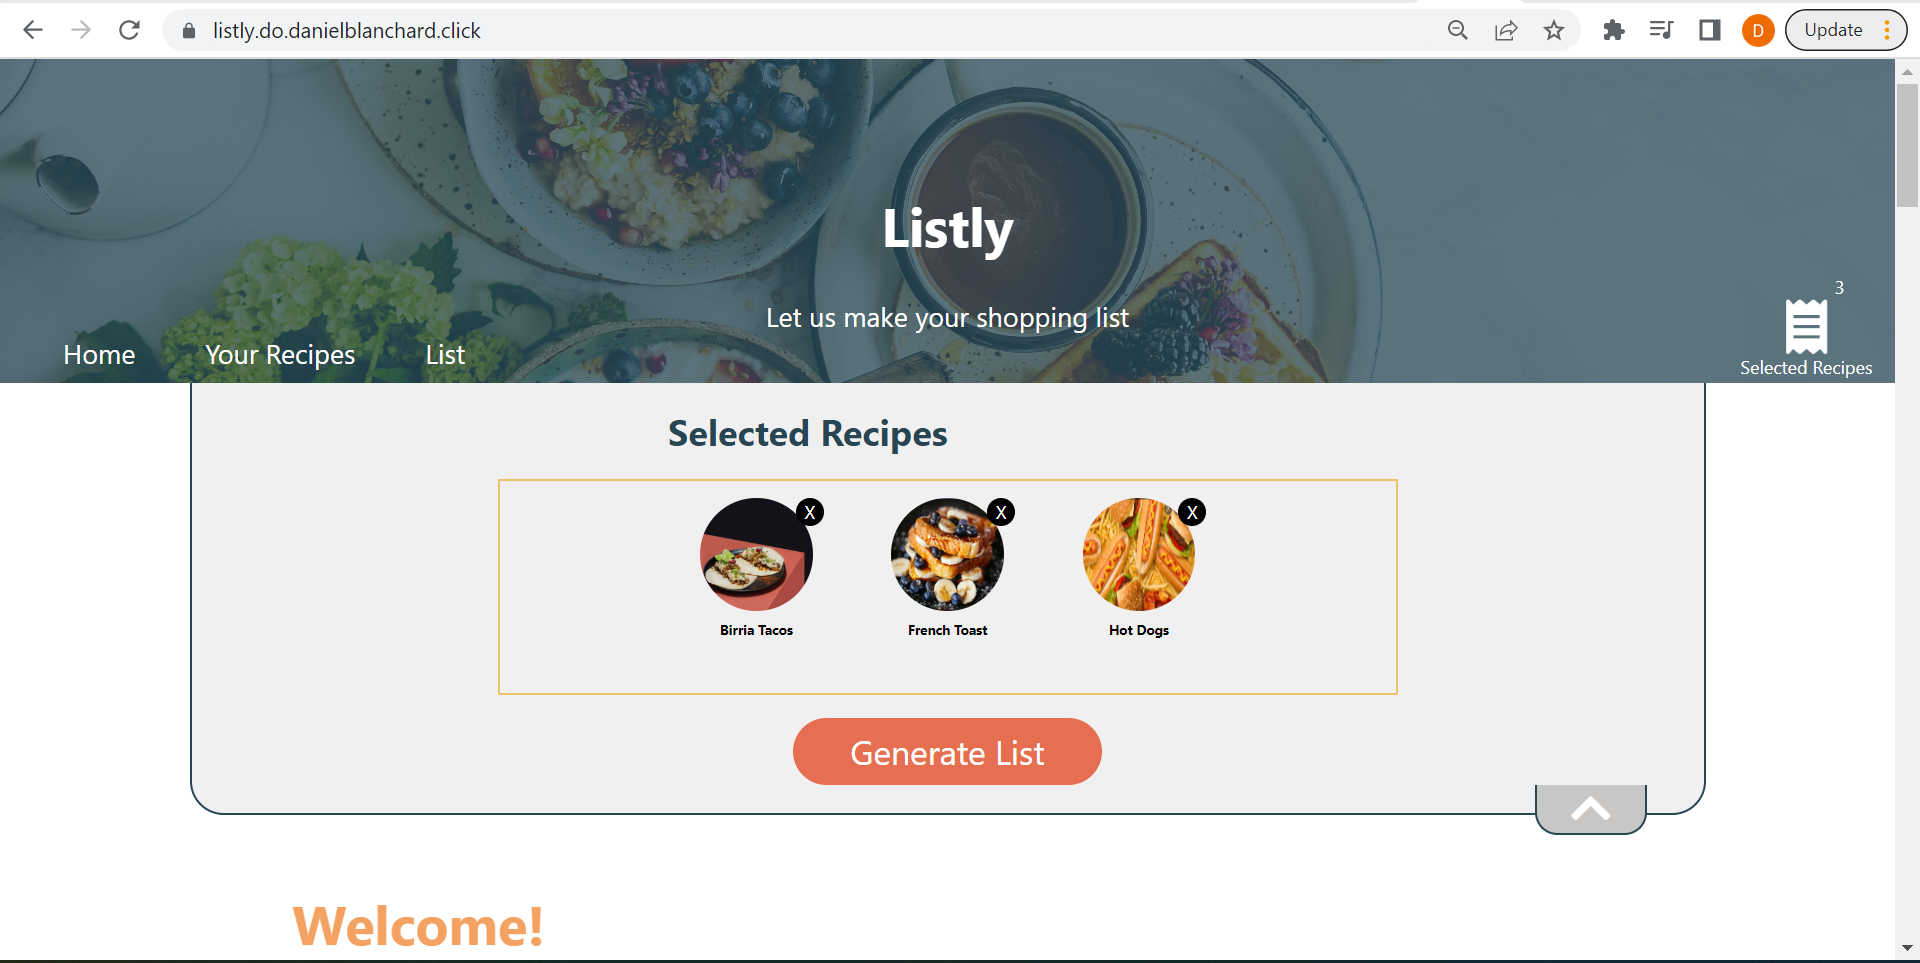 listly.do.danielblanchard.click
D
Update
Listly
Let us make your shopping list
Home
Your Recipes
List
3
Selected Recipes
Selected Recipes
X
X
X
Birria Tacos
French Toast
Hot Dogs
Generate List
Welcome!